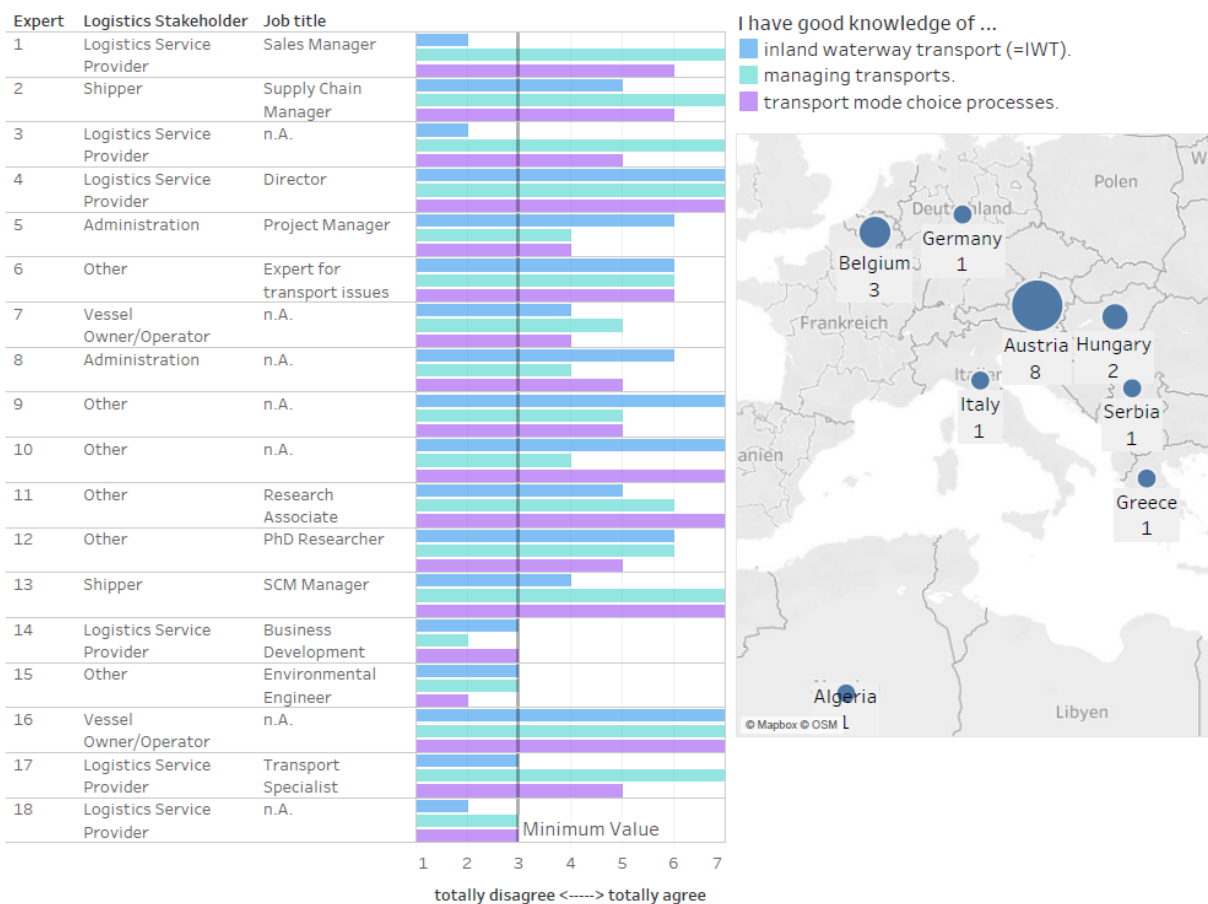 Expert Logistics Stakeholder Job title
1 Logistics Service Sales Manager
Provider
2 Shipper Supply Chain
Manager
3 Logistics Service n.A.
Provider
4 Logistics Service Director
Provider
5 Administration Project Manager
6 Other Expert for
transport issues
7 Vessel n.A.
Owner/Operator
8 Administration n.A.
9 Other n.A.
10 Other n.A.
11 Other Research
Associate
12 Other PhD Researcher
13 Shipper SCM Manager
14 Logistics Service Business
Provider Development
15 Other Environmental
Engineer
16 Vessel n.A.
Owner/Operator
17 Logistics Service Transport
Provider Specialist
18 Logistics Service n.A.
Provider
Minimum Value
1 2 3 4 5 6 7
totally disagree <-----> totally agree
I have good knowledge of ...
inland waterway transport (=IWT).
managing transports.
transport mode choice processes.
W
Polen
Deutschland
Germany
1
Belgium
3
Frankreich
Austria
8
Hungary
2
Italy
1
Serbia
1
anien
Greece
1
Algeria
Libyen
© Mapbox © OSM